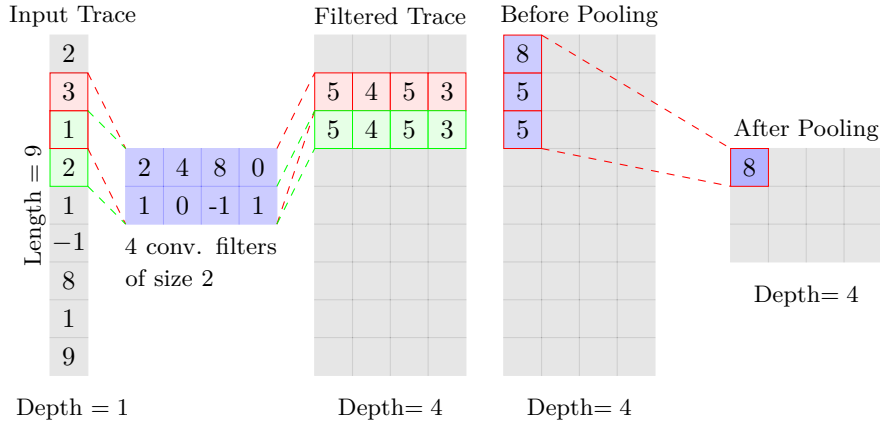 Input Trace
Filtered Trace
Before Pooling
After Pooling
Length = 9
2
3
1
2
1
−1
8
1
9
2 4 8 0
1 0 -1 1
4 conv. filters
of size 2
5 4 5 3
5 4 5 3
8
5
5
8
Depth = 1
Depth= 4
Depth= 4
Depth= 4